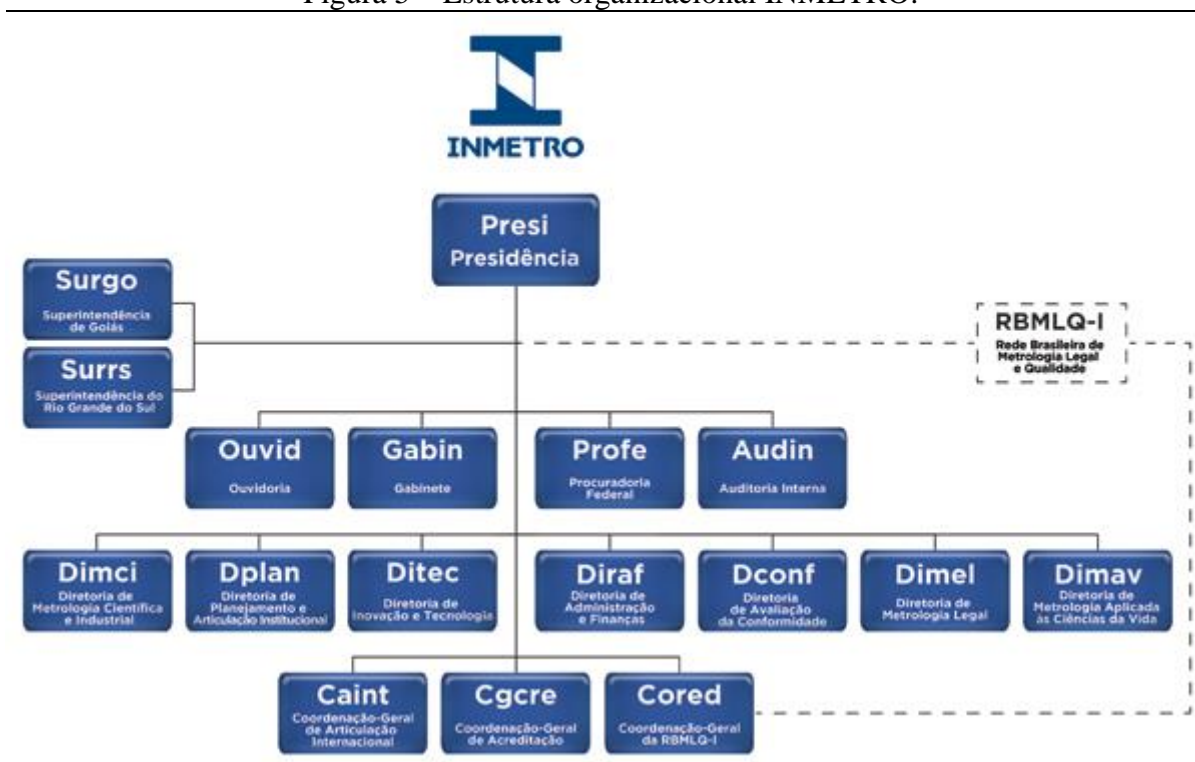 Figura 3 – Estrutura organizacional INMETRO.
INMETRO
Presi
Presidência
Surgo
Superintendência
de Goiás
Surrs
Superintendência do
Rio Grande do Sul
RBMLQ-I
Rede Brasileira de
Metrologia Legal
e Qualidade
Ouvid
Ouvidoria
Gabin
Gabinete
Profe
Procuradoria
Federal
Audin
Auditoria Interna
Dimci
Diretoria de
Metrologia Científica
e Industrial
Dplan
Diretoria de
Planejamento e
Articulação Institucional
Ditec
Diretoria de
Inovação e Tecnologia
Diraf
Diretoria de
Administração
e Finanças
Dconf
Diretoria
de Avaliação
da Conformidade
Dimel
Diretoria de
Metrologia Legal
Dimav
Diretoria de
Metrologia Aplicada
às Ciências da Vida
Caint
Coordenação-Geral
de Articulação
Internacional
Cgcre
Coordenação-Geral
de Acreditação
Cored
Coordenação-Geral
da RBMLQ-I